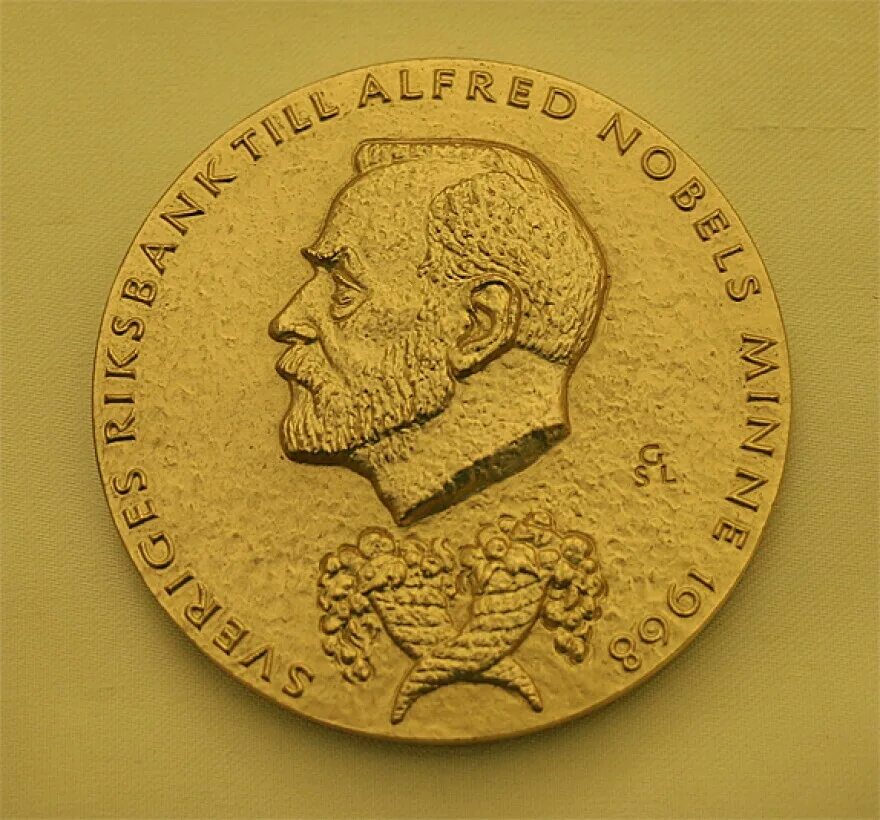 SVERIGES RIKSBANK TILL ALFRED NOBELS MINNE 1968
G
SL